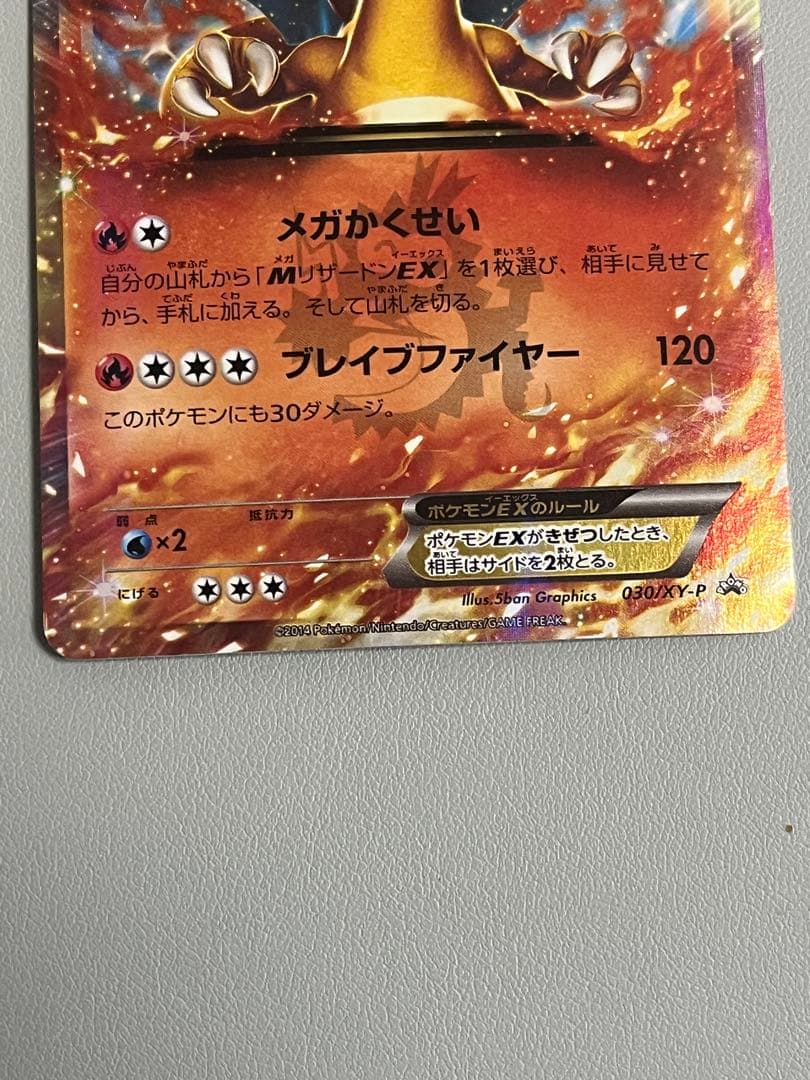 メガかくせい
自分の山札から「MリザードンEX」を1枚選び、相手に見せて
から、手札に加える。そして山札を切る。
ブレイブファイヤー 120
このポケモンにも30ダメージ。
弱点 抵抗力
×2
にげる
ポケモンEXのルール
ポケモンEXがきぜつしたとき、
相手はサイドを2枚とる。
Illus.5ban Graphics 030/XY-P
©2014 Pokémon/Nintendo/Creatures/GAME FREAK.